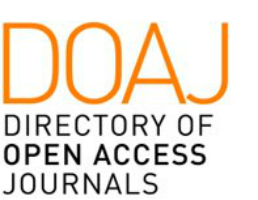 DOAJ
DIRECTORY OF
OPEN ACCESS
JOURNALS